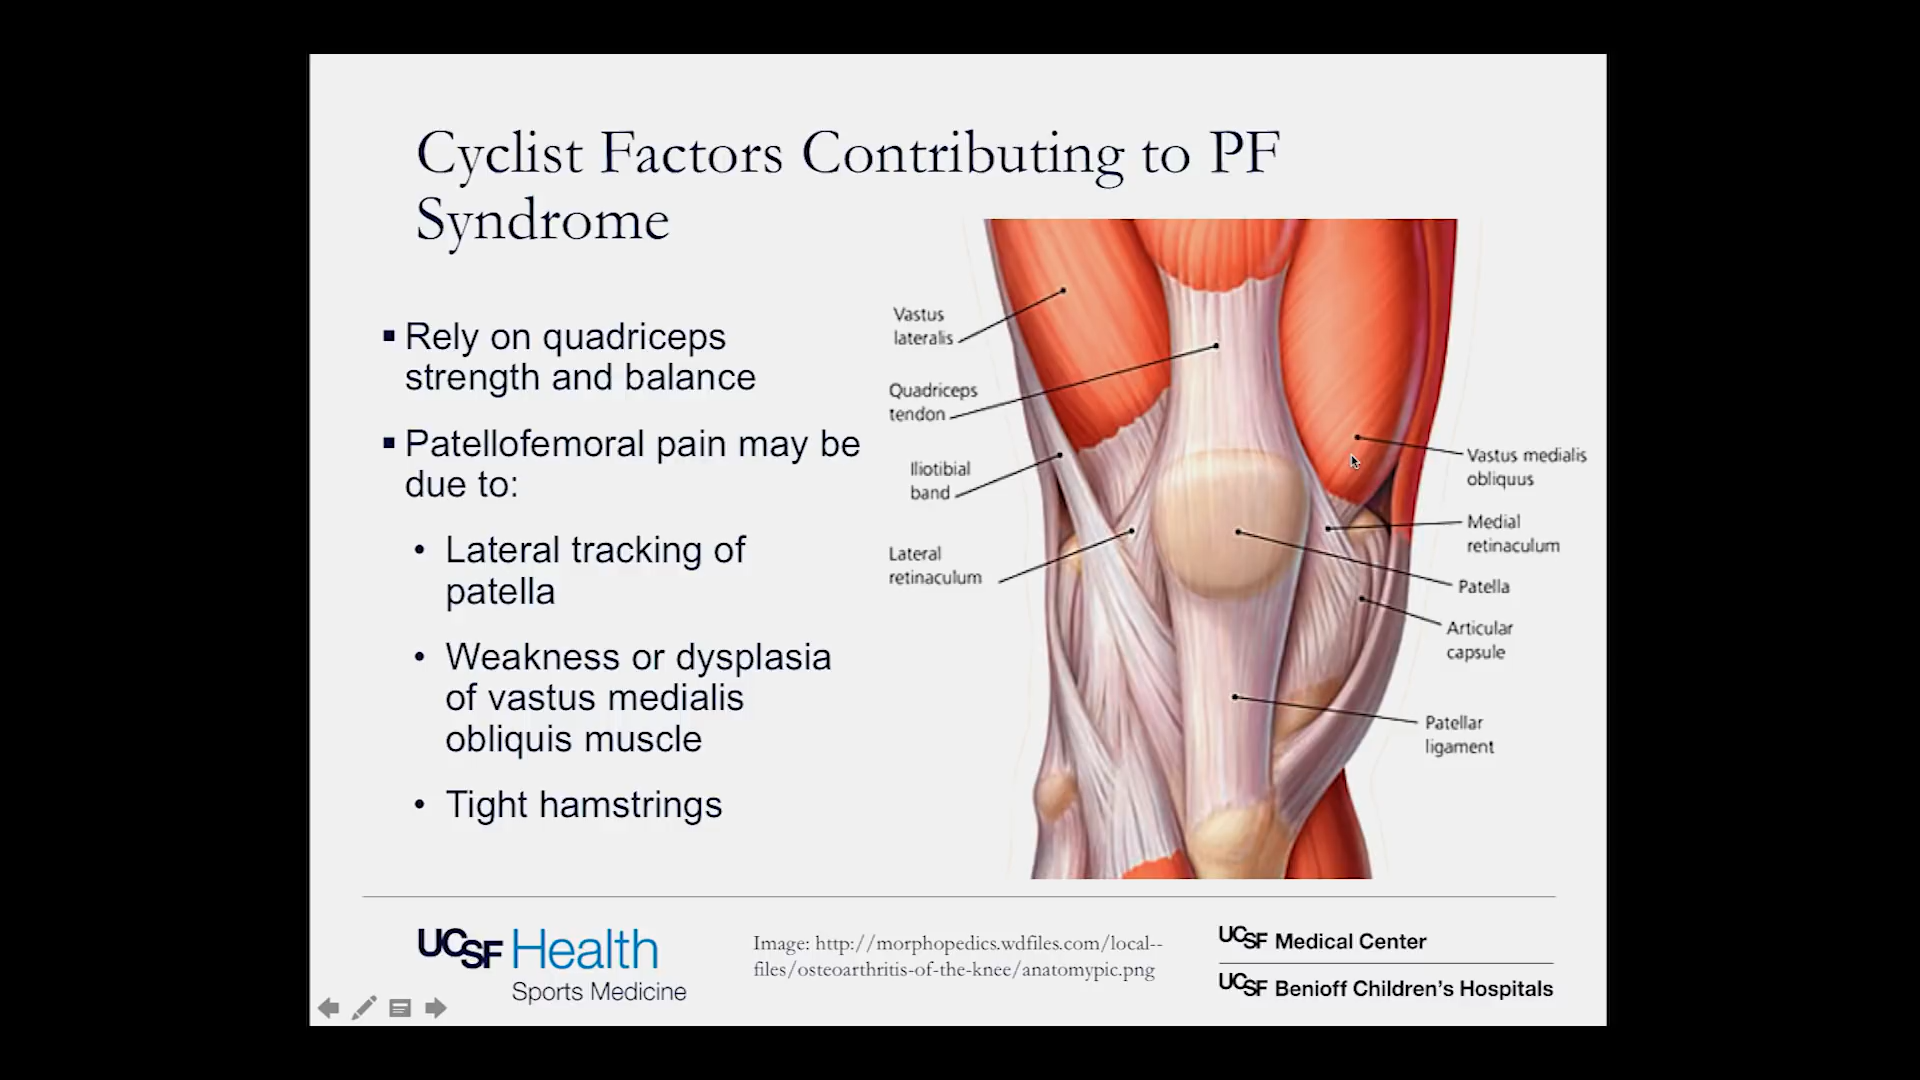 Cyclist Factors Contributing to PF
Syndrome
▪ Rely on quadriceps
strength and balance
▪ Patellofemoral pain may be
due to:
• Lateral tracking of
patella
• Weakness or dysplasia
of vastus medialis
obliquis muscle
• Tight hamstrings
Vastus
lateralis
Quadriceps
tendon
Iliotibial
band
Lateral
retinaculum
Vastus medialis
obliquus
Medial
retinaculum
Patella
Articular
capsule
Patellar
ligament
UCSF Health
Sports Medicine
Image: http://morphopedics.wdfiles.com/local--
files/osteoarthritis-of-the-knee/anatomypic.png
UCSF Medical Center
UCSF Benioff Children's Hospitals